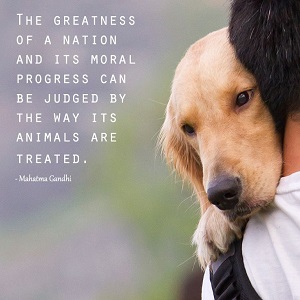 THE GREATNESS
OF A NATION
AND ITS MORAL
PROGRESS CAN
BE JUDGED BY
THE WAY ITS
ANIMALS ARE
TREATED.
- Mahatma Gandhi